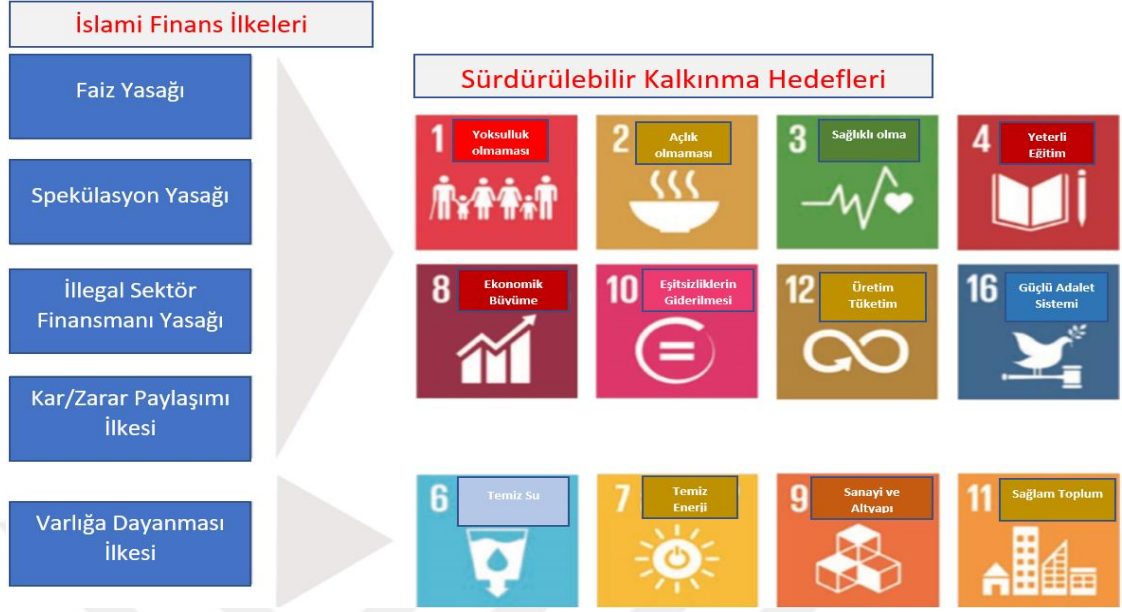 İslami Finans İlkeleri
Faiz Yasağı
Spekülasyon Yasağı
İllegal Sektör
Finansmanı Yasağı
Kar/Zarar Paylaşımı
İlkesi
Varlığa Dayanması
İlkesi
Sürdürülebilir Kalkınma Hedefleri
1
Yoksulluk
olmaması
2
Açlık
olmaması
3
Sağlıklı olma
4
Yeterli
Eğitim
8
Ekonomik
Büyüme
10
Eşitsizliklerin
Giderilmesi
12
Üretim
Tüketim
16
Güçlü Adalet
Sistemi
6
Temiz Su
7
Temiz
Enerji
9
Sanayi ve
Altyapı
11
Sağlam Toplum